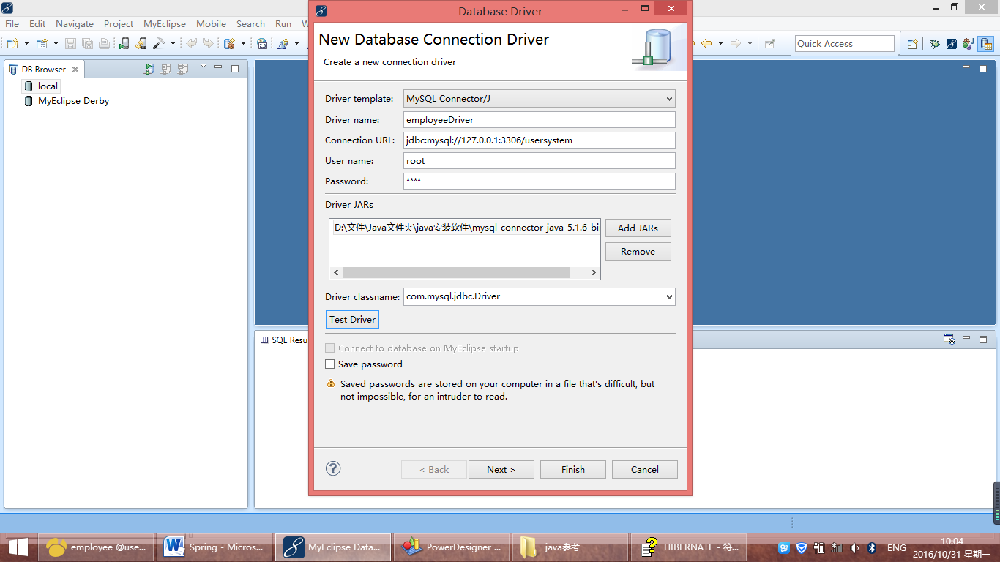 Database Driver
File Edit Navigate Project MyEclipse Mobile Search Run W
Quick Access
DB Browser
local
MyEclipse Derby
New Database Connection Driver
Create a new connection driver
Driver template: MySQL Connector/J
Driver name: employeeDriver
Connection URL: jdbc:mysql://127.0.0.1:3306/usersystem
User name: root
Password: ****
Driver JARs
D:\文件\Java文件夹\java安装软件\mysql-connector-java-5.1.6-bi
Add JARs
Remove
Driver classname: com.mysql.jdbc.Driver
Test Driver
SQL Resu
Connect to database on MyEclipse startup
Save password
Saved passwords are stored on your computer in a file that's difficult, but
not impossible, for an intruder to read.
< Back Next > Finish Cancel
employee @use... Spring - Micros... MyEclipse Data... PowerDesigner ... java参考 HIBERNATE - 符... ENG
10:04
2016/10/31 星期一